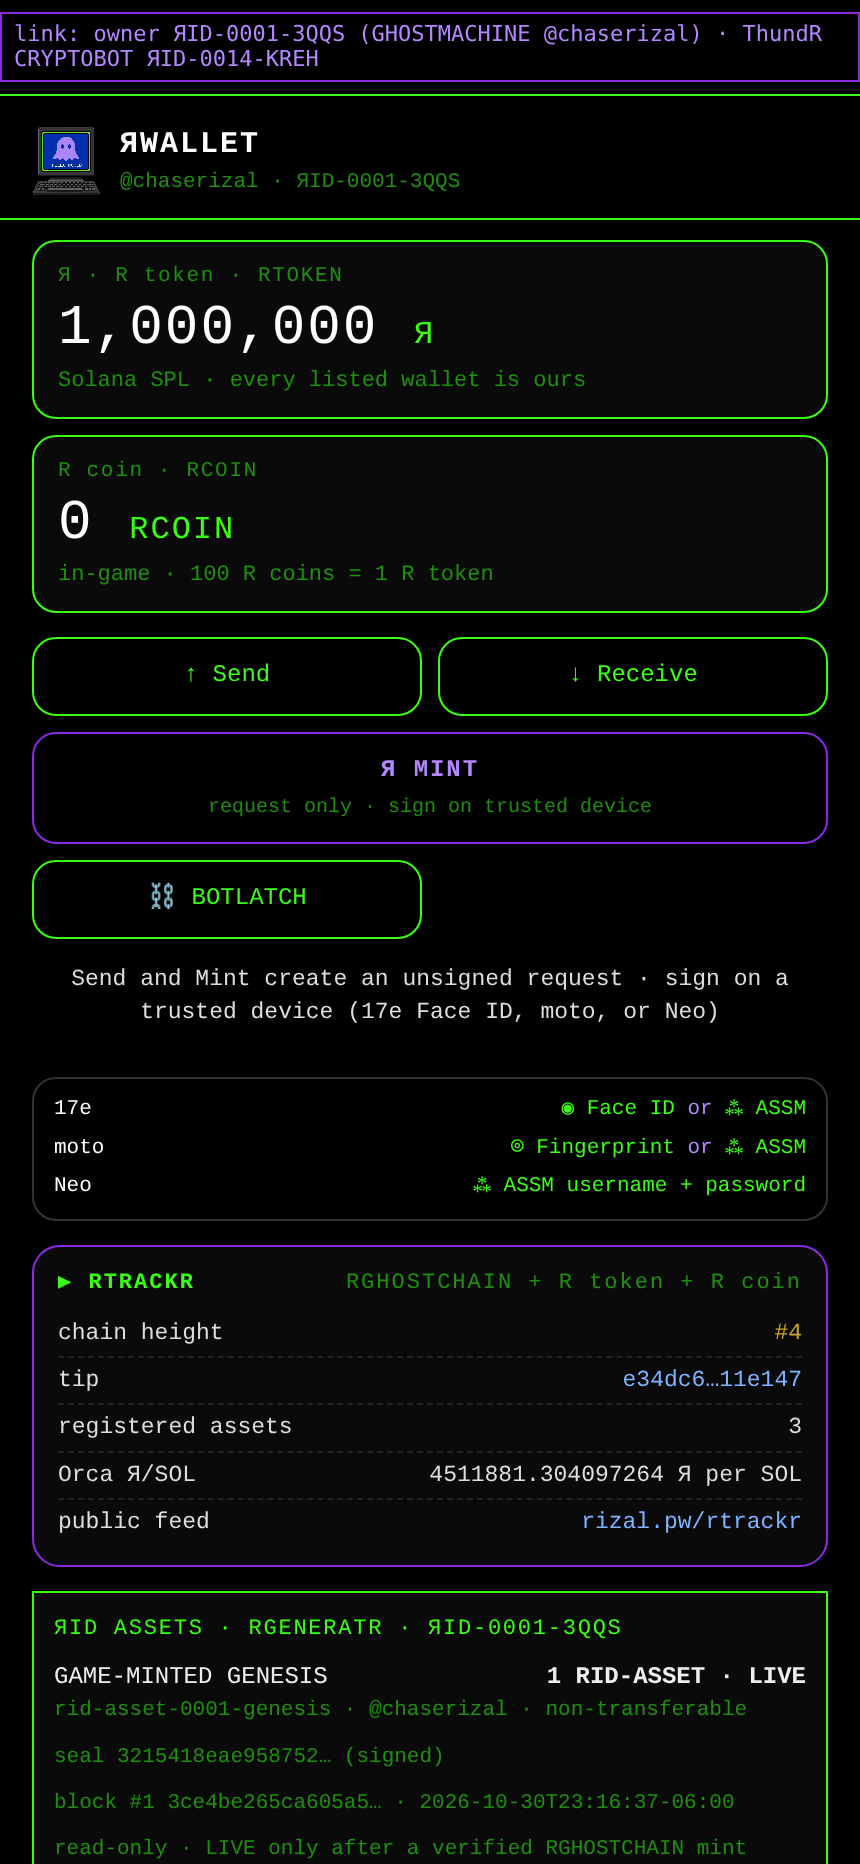 link: owner ЯID-0001-3QQS (GHOSTMACHINE @chaserizal) · ThundR
CRYPTOBOT ЯID-0014-KREH
ЯWALLET
@chaserizal · ЯID-0001-3QQS
Я · R token · RTOKEN
1,000,000 Я
Solana SPL · every listed wallet is ours
R coin · RCOIN
0 RCOIN
in-game · 100 R coins = 1 R token
↑ Send
↓ Receive
Я MINT
request only · sign on trusted device
⛓ BOTLATCH
Send and Mint create an unsigned request · sign on a
trusted device (17e Face ID, moto, or Neo)
17e ◉ Face ID or ⁂ ASSM
moto ⌾ Fingerprint or ⁂ ASSM
Neo ⁂ ASSM username + password
▶ RTRACKR RGHOSTCHAIN + R token + R coin
chain height #4
tip e34dc6…11e147
registered assets 3
Orca Я/SOL 4511881.304097264 Я per SOL
public feed rizal.pw/rtrackr
ЯID ASSETS · RGENERATR · ЯID-0001-3QQS
GAME-MINTED GENESIS 1 RID-ASSET · LIVE
rid-asset-0001-genesis · @chaserizal · non-transferable
seal 3215418eae958752… (signed)
block #1 3ce4be265ca605a5… · 2026-10-30T23:16:37-06:00
read-only · LIVE only after a verified RGHOSTCHAIN mint